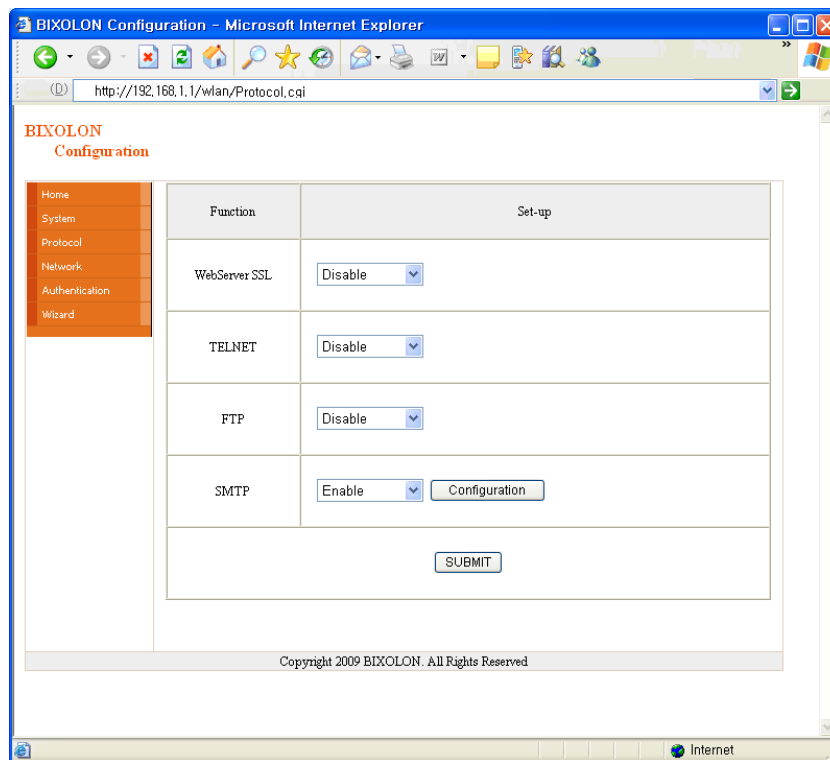 BIXOLON Configuration - Microsoft Internet Explorer
(D) http://192,168,1,1/wlan/Protocol,cgi
BIXOLON
Configuration
Home
System
Protocol
Network
Authentication
Wizard
Function Set-up
WebServer SSL Disable
TELNET Disable
FTP Disable
SMTP Enable Configuration
SUBMIT
Copyright 2009 BIXOLON. All Rights Reserved
Internet